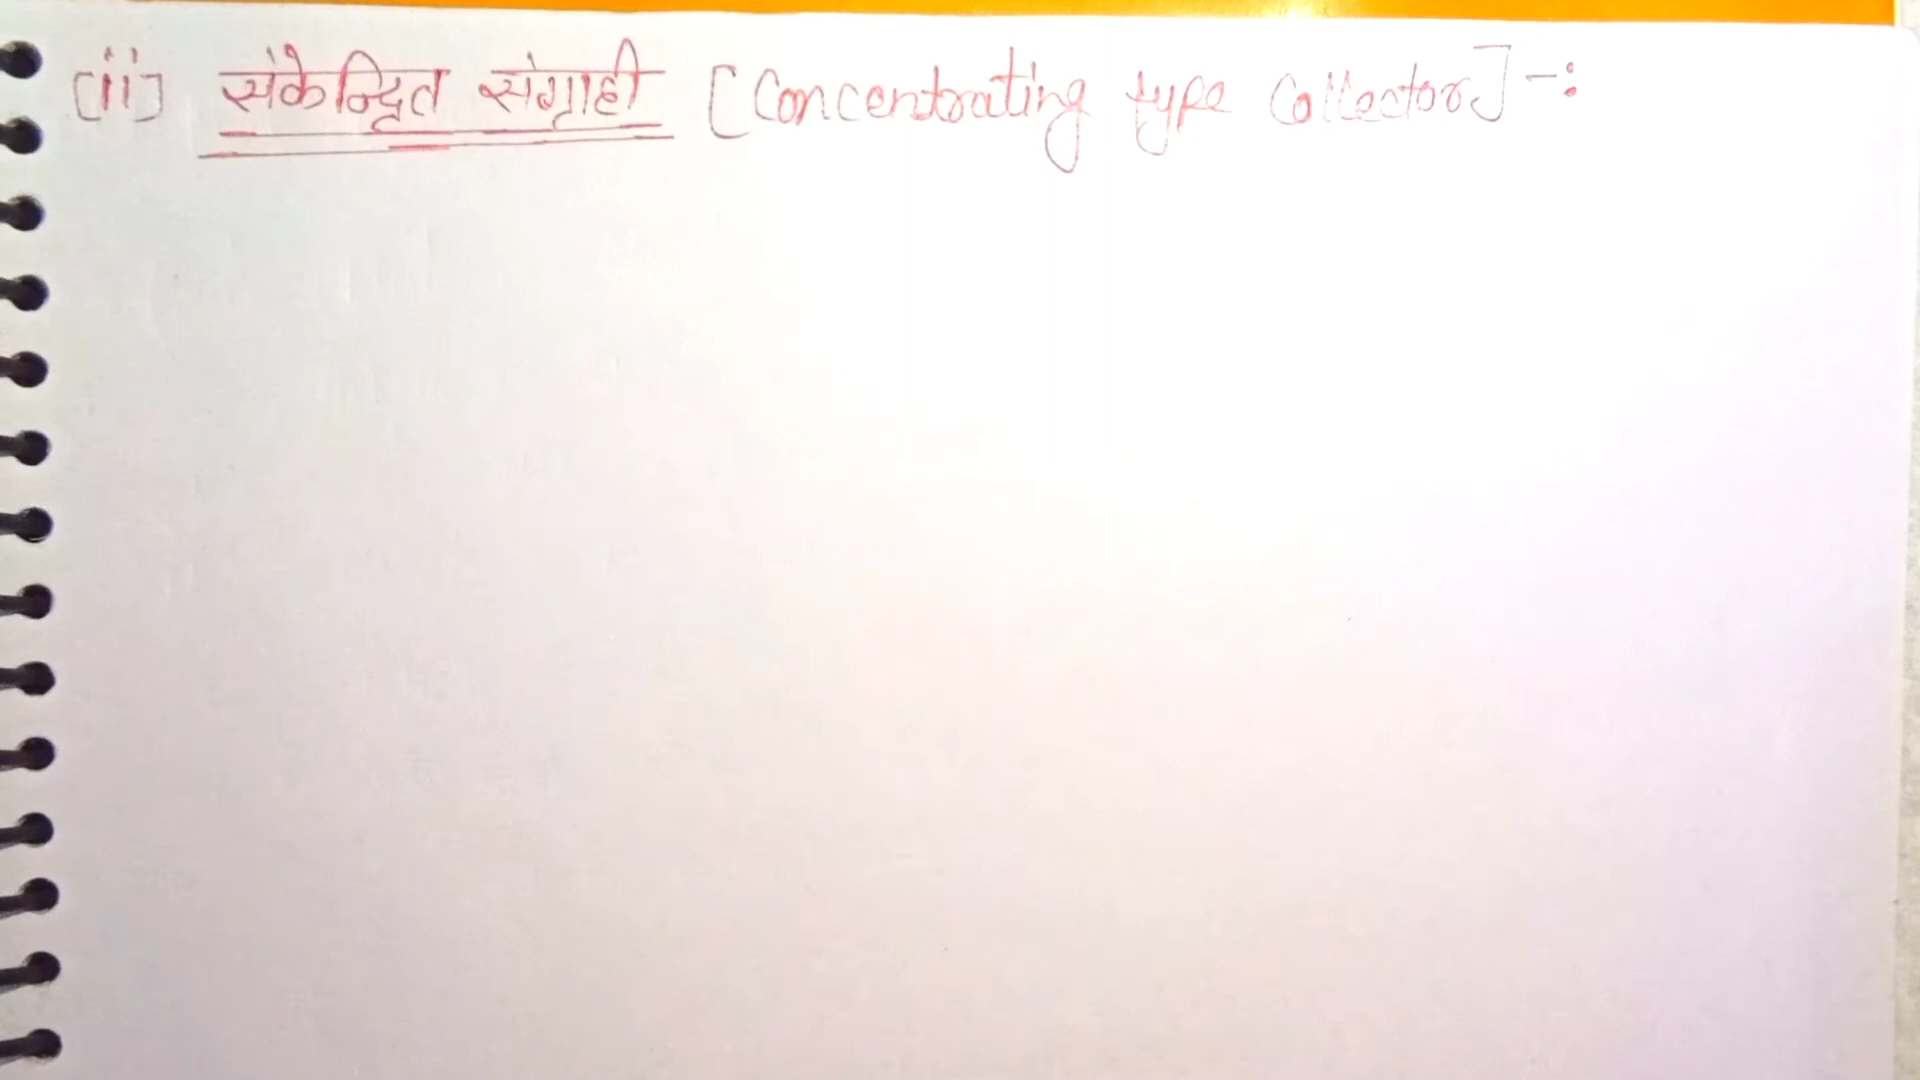 [ii] संकेन्द्रित संग्राही [Concentrating type Collector] -: